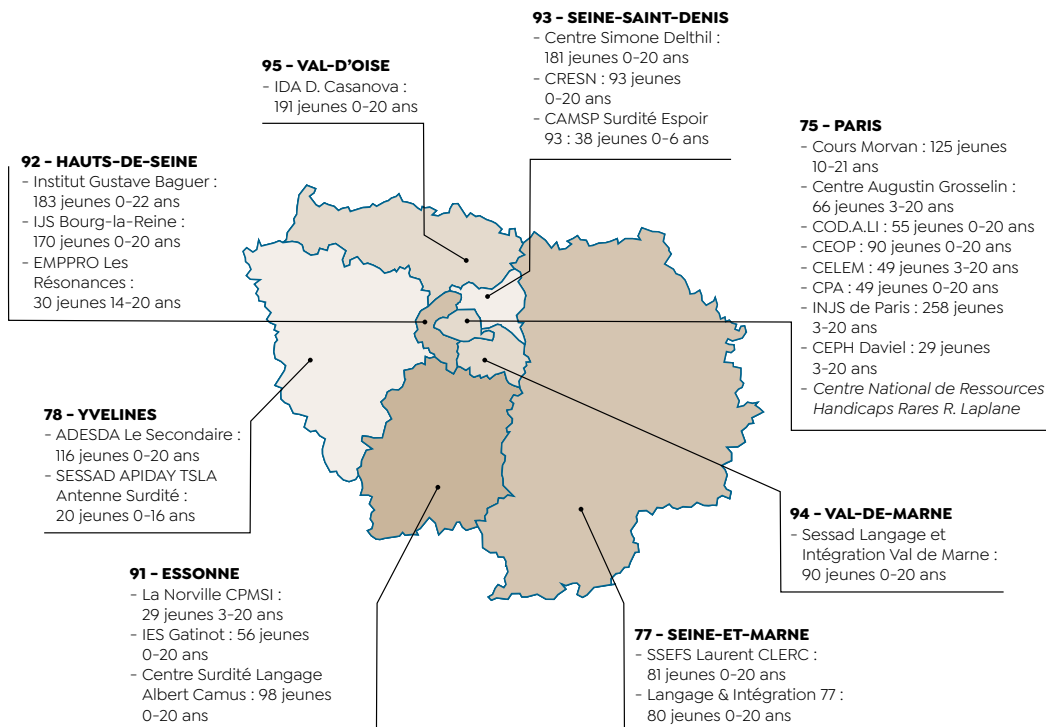 93 - SEINE-SAINT-DENIS
- Centre Simone Delthil :
181 jeunes 0-20 ans
- CRESN : 93 jeunes
0-20 ans
- CAMSP Surdité Espoir
93 : 38 jeunes 0-6 ans
95 - VAL-D'OISE
- IDA D. Casanova :
191 jeunes 0-20 ans
75 - PARIS
- Cours Morvan : 125 jeunes
10-21 ans
- Centre Augustin Grosselin :
66 jeunes 3-20 ans
- COD.A.LI : 55 jeunes 0-20 ans
- CEOP : 90 jeunes 0-20 ans
- CELEM : 49 jeunes 3-20 ans
- CPA : 49 jeunes 0-20 ans
- INJS de Paris : 258 jeunes
3-20 ans
- CEPH Daviel : 29 jeunes
3-20 ans
- Centre National de Ressources
Handicaps Rares R. Laplane
92 - HAUTS-DE-SEINE
- Institut Gustave Baguer :
183 jeunes 0-22 ans
- IJS Bourg-la-Reine :
170 jeunes 0-20 ans
- EMPPRO Les
Résonances :
30 jeunes 14-20 ans
78 - YVELINES
- ADESDA Le Secondaire :
116 jeunes 0-20 ans
- SESSAD APIDAY TSLA
Antenne Surdité :
20 jeunes 0-16 ans
94 - VAL-DE-MARNE
- Sessad Langage et
Intégration Val de Marne :
90 jeunes 0-20 ans
91 - ESSONNE
- La Norville CPMSI :
29 jeunes 3-20 ans
- IES Gatinot : 56 jeunes
0-20 ans
- Centre Surdité Langage
Albert Camus : 98 jeunes
0-20 ans
77 - SEINE-ET-MARNE
- SSEFS Laurent CLERC :
81 jeunes 0-20 ans
- Langage & Intégration 77 :
80 jeunes 0-20 ans